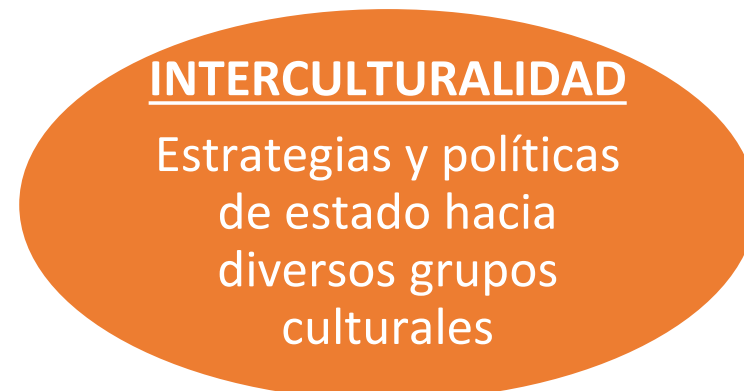 INTERCULTURALIDAD
Estrategias y políticas
de estado hacia
diversos grupos
culturales